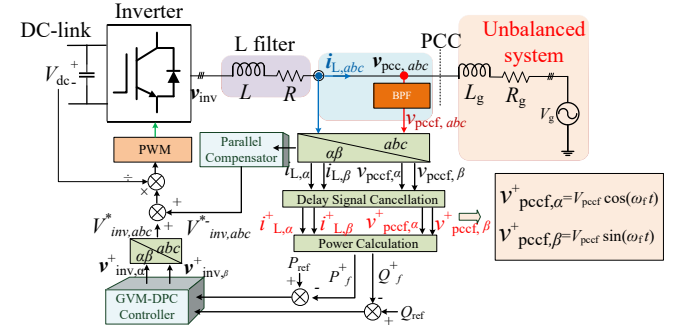 Inverter
DC-link
L filter
Unbalanced
system
PCC
i_L,abc
v_pcc, abc
V_dc
+
-
v_inv
L
R
BPF
L_g
R_g
V_g
v_pccf, abc
PWM
Parallel
Compensator
abc
αβ
÷
×
+
+
i_L,α
i_L,β
v_pccf,α
v_pccf, β
Delay Signal Cancellation
V^*_inv,abc
V^*-_inv,abc
i^+_L,α
i^+_L,β
v^+_pccf,α
v^+_pccf, β
v^+_pccf,α=V_pccf cos(ω_f t)
v^+_pccf,β=V_pccf sin(ω_f t)
Power Calculation
abc
αβ
v^+_inv,α
v^+_inv,β
P_ref
P^+_f
Q^+_f
+
-
-
+
Q_ref
GVM-DPC
Controller